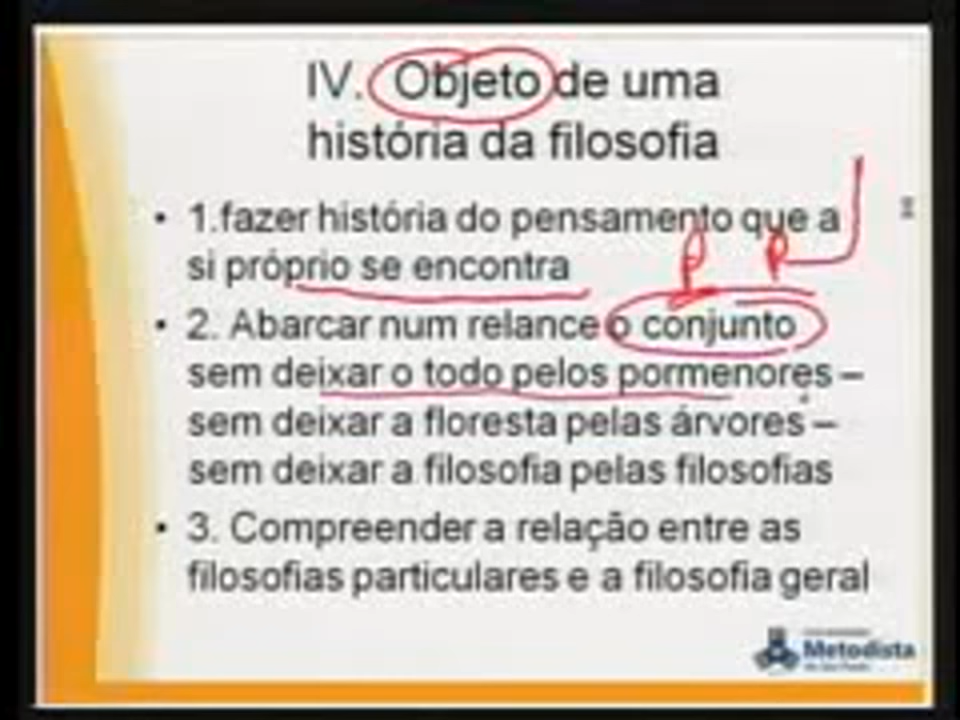 IV. Objeto de uma
história da filosofia
• 1.fazer história do pensamento que a
si próprio se encontra
P P
• 2. Abarcar num relance o conjunto
sem deixar o todo pelos pormenores –
sem deixar a floresta pelas árvores –
sem deixar a filosofia pelas filosofias
• 3. Compreender a relação entre as
filosofias particulares e a filosofia geral
Metodista